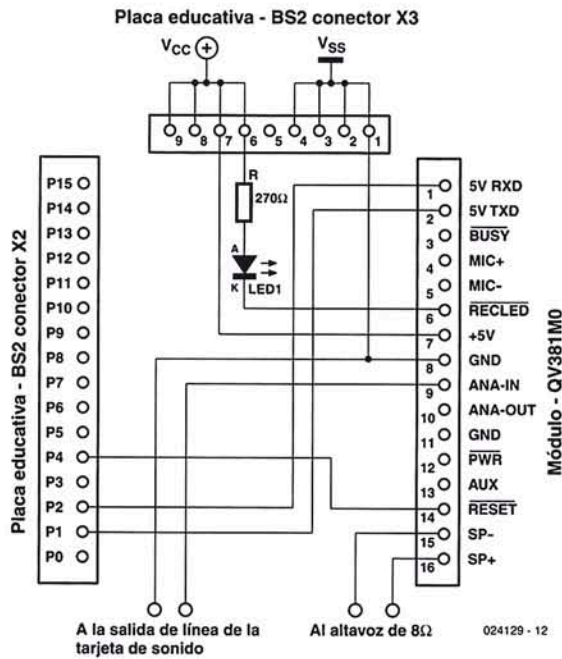 Placa educativa - BS2 conector X3
VCC
VSS
9 8 7 6 5 4 3 2 1
R
270Ω
A
K
LED1
Placa educativa - BS2 conector X2
P15
P14
P13
P12
P11
P10
P9
P8
P7
P6
P5
P4
P3
P2
P1
P0
1 5V RXD
2 5V TXD
3 BUSY
4 MIC+
5 MIC-
6 RECLED
7 +5V
8 GND
9 ANA-IN
10 ANA-OUT
11 GND
12 PWR
13 AUX
14 RESET
15 SP-
16 SP+
Módulo - QV381M0
A la salida de línea de la
tarjeta de sonido
Al altavoz de 8Ω
024129 - 12